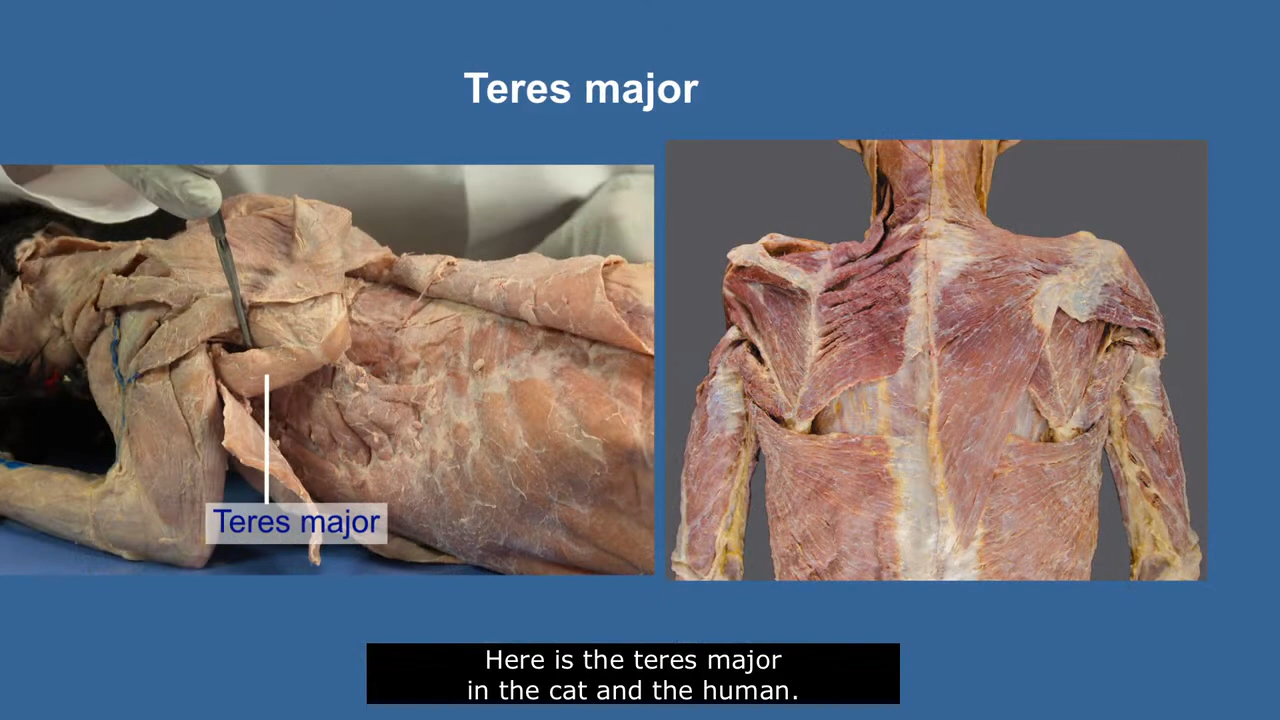 Teres major
Teres major
Here is the teres major
in the cat and the human.